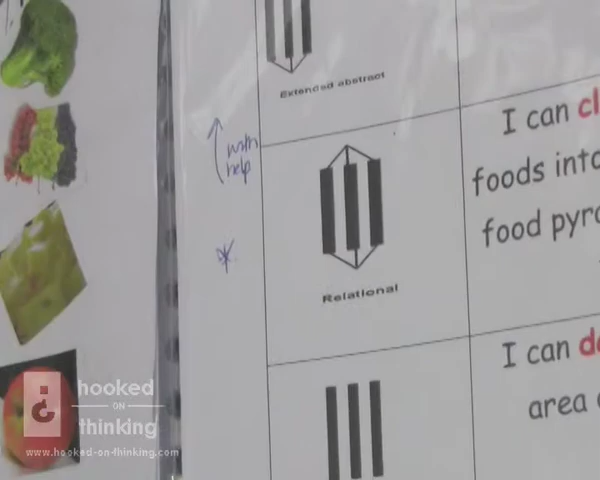 Extended abstract
with
help
Relational
I can cl
foods into
food pyra
I can de
area
hooked
ON
thinking
www.hooked-on-thinking.com